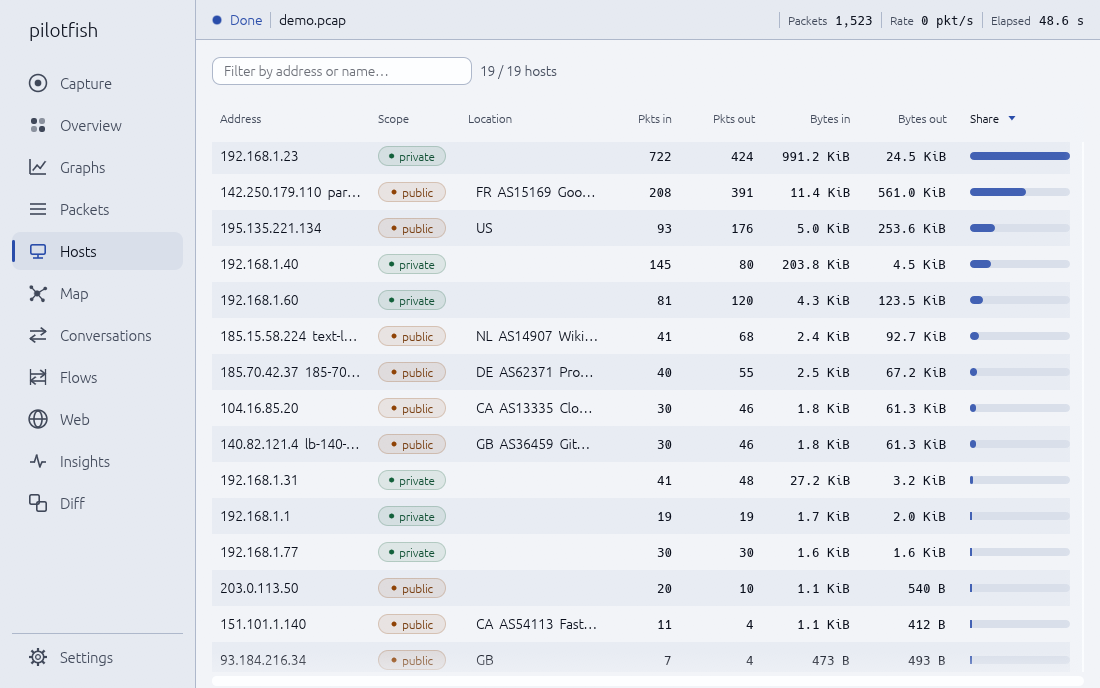 pilotfish
Capture
Overview
Graphs
Packets
Hosts
Map
Conversations
Flows
Web
Insights
Diff
Settings
Done demo.pcap Packets 1,523 Rate 0 pkt/s Elapsed 48.6 s
Filter by address or name… 19 / 19 hosts
Address Scope Location Pkts in Pkts out Bytes in Bytes out Share
192.168.1.23 private 722 424 991.2 KiB 24.5 KiB
142.250.179.110 par… public FR AS15169 Goo… 208 391 11.4 KiB 561.0 KiB
195.135.221.134 public US 93 176 5.0 KiB 253.6 KiB
192.168.1.40 private 145 80 203.8 KiB 4.5 KiB
192.168.1.60 private 81 120 4.3 KiB 123.5 KiB
185.15.58.224 text-l… public NL AS14907 Wiki… 41 68 2.4 KiB 92.7 KiB
185.70.42.37 185-70… public DE AS62371 Pro… 40 55 2.5 KiB 67.2 KiB
104.16.85.20 public CA AS13335 Clo… 30 46 1.8 KiB 61.3 KiB
140.82.121.4 lb-140-… public GB AS36459 Git… 30 46 1.8 KiB 61.3 KiB
192.168.1.31 private 41 48 27.2 KiB 3.2 KiB
192.168.1.1 private 19 19 1.7 KiB 2.0 KiB
192.168.1.77 private 30 30 1.6 KiB 1.6 KiB
203.0.113.50 public 20 10 1.1 KiB 540 B
151.101.1.140 public CA AS54113 Fast… 11 4 1.1 KiB 412 B
93.184.216.34 public GB 7 4 473 B 493 B